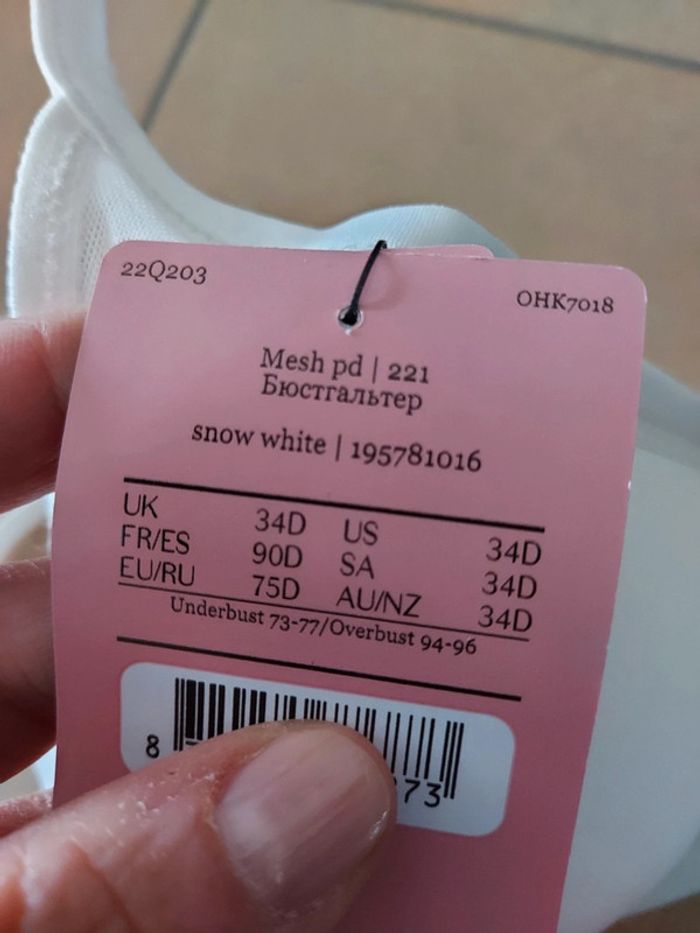 22Q203
OHK7018
Mesh pd | 221
Бюстгальтер
snow white | 195781016
UK 34D US 34D
FR/ES 90D SA 34D
EU/RU 75D AU/NZ 34D
Underbust 73-77/Overbust 94-96
8 73